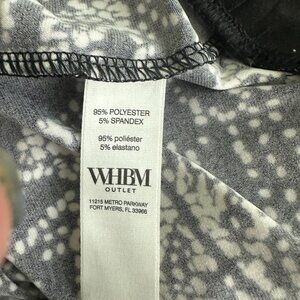 95% POLYESTER
5% SPANDEX
95% poliéster
5% elastano
WHBM
OUTLET
11215 METRO PARKWAY
FORT MYERS, FL 33966